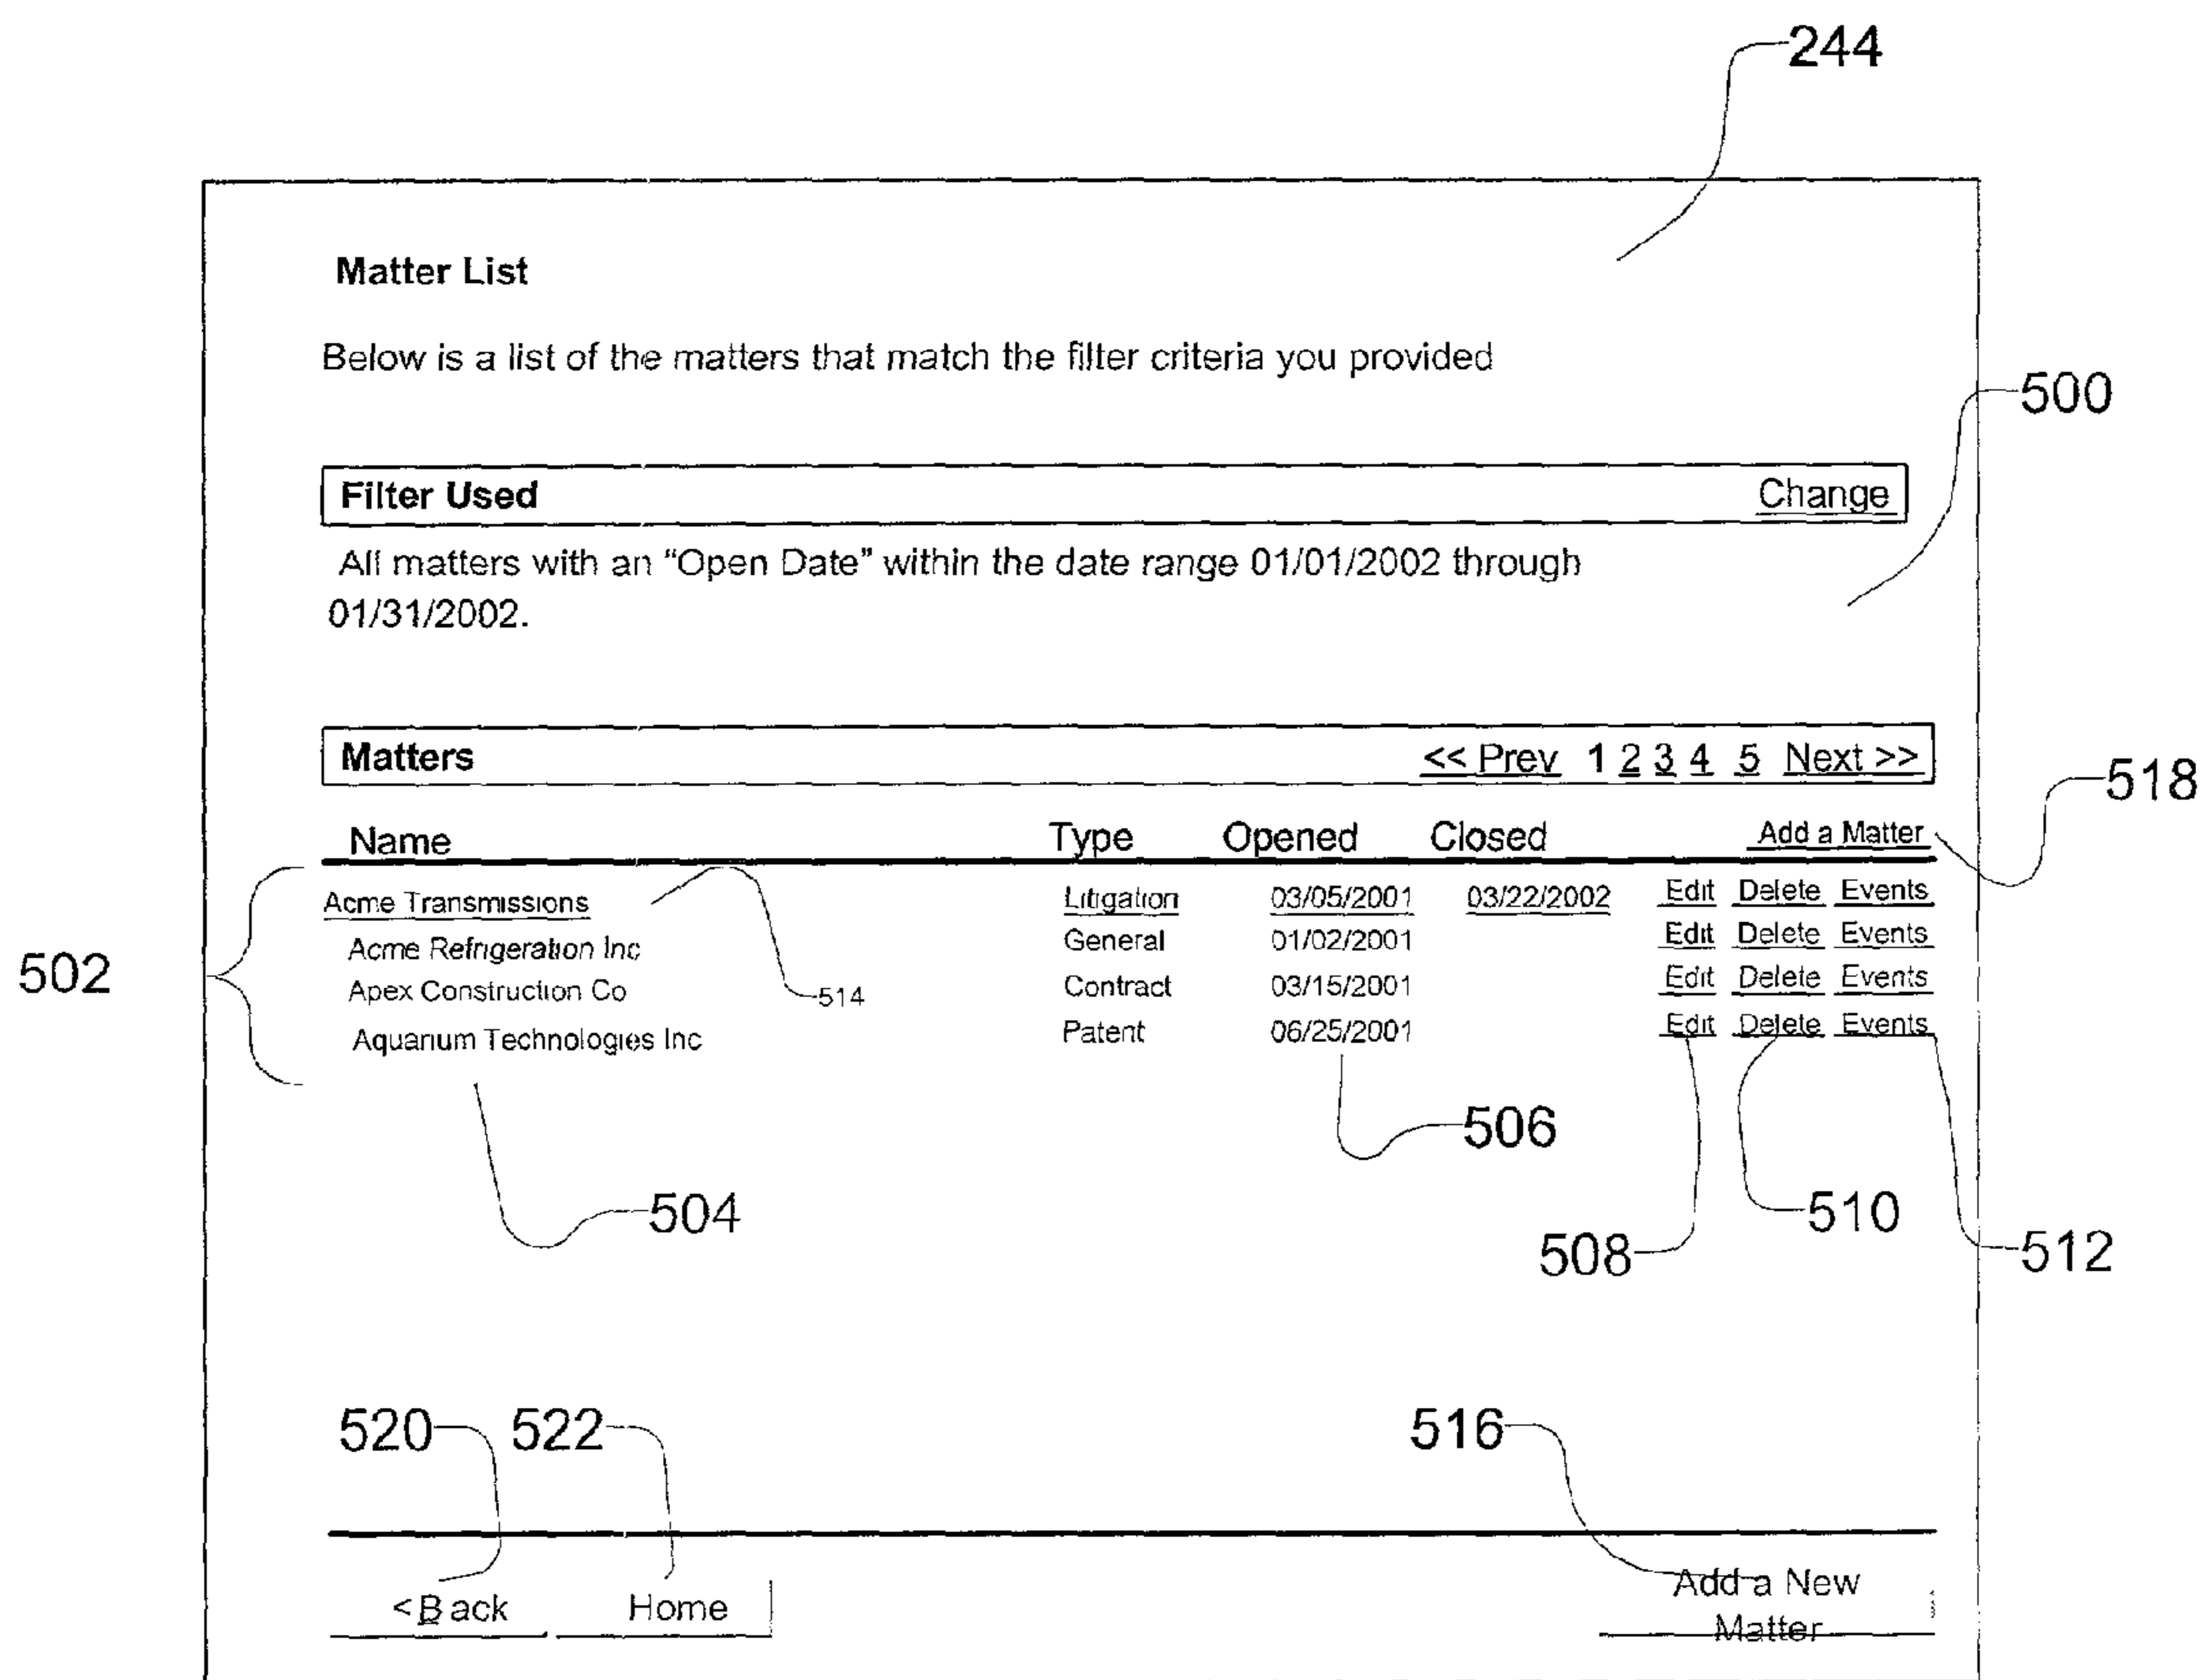 244
Matter List
Below is a list of the matters that match the filter criteria you provided
500
Filter Used Change
All matters with an “Open Date” within the date range 01/01/2002 through
01/31/2002.
Matters << Prev 1 2 3 4 5 Next >>
518
Name Type Opened Closed Add a Matter
Acme Transmissions Litigation 03/05/2001 03/22/2002 Edit Delete Events
Acme Refrigeration Inc General 01/02/2001 Edit Delete Events
502
Apex Construction Co 514 Contract 03/15/2001 Edit Delete Events
Aquarium Technologies Inc Patent 06/25/2001 Edit Delete Events
506
504 510
508 512
520 522 516
<Back Home Add a New
Matter